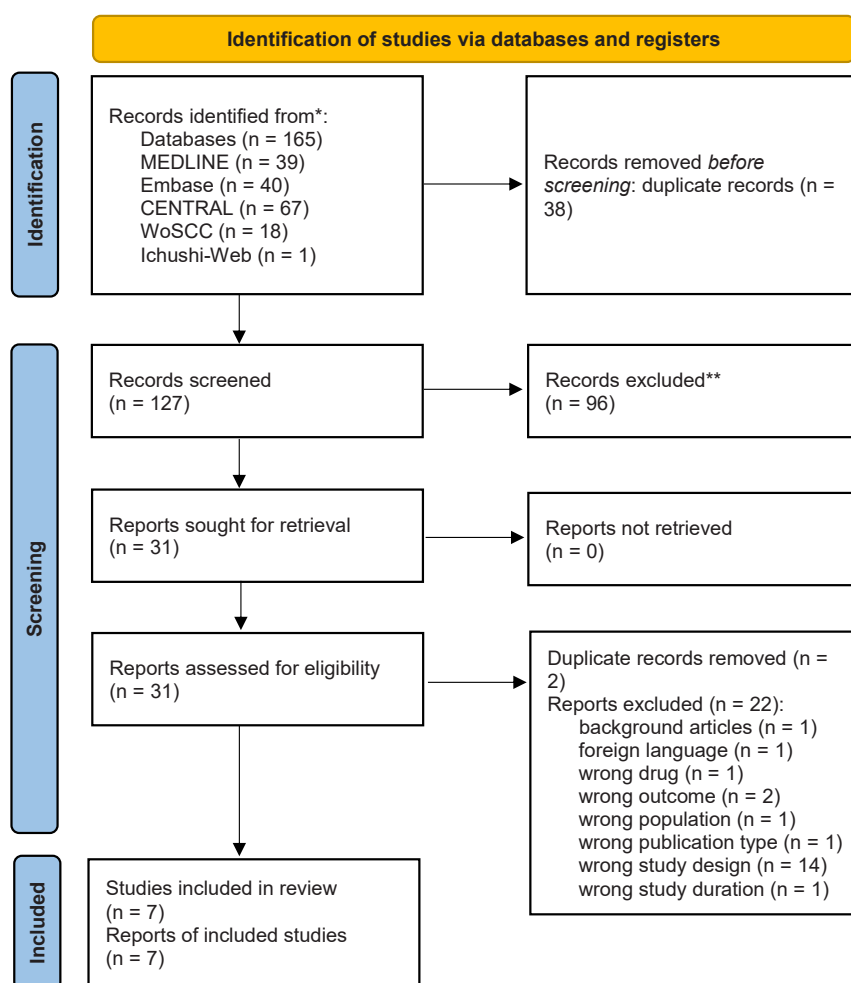 Identification of studies via databases and registers
Identification
Records identified from*:
Databases (n = 165)
MEDLINE (n = 39)
Embase (n = 40)
CENTRAL (n = 67)
WoSCC (n = 18)
Ichushi-Web (n = 1)
Records removed before
screening: duplicate records (n =
38)
Screening
Records screened
(n = 127)
Records excluded**
(n = 96)
Reports sought for retrieval
(n = 31)
Reports not retrieved
(n = 0)
Reports assessed for eligibility
(n = 31)
Duplicate records removed (n =
2)
Reports excluded (n = 22):
background articles (n = 1)
foreign language (n = 1)
wrong drug (n = 1)
wrong outcome (n = 2)
wrong population (n = 1)
wrong publication type (n = 1)
wrong study design (n = 14)
wrong study duration (n = 1)
Included
Studies included in review
(n = 7)
Reports of included studies
(n = 7)